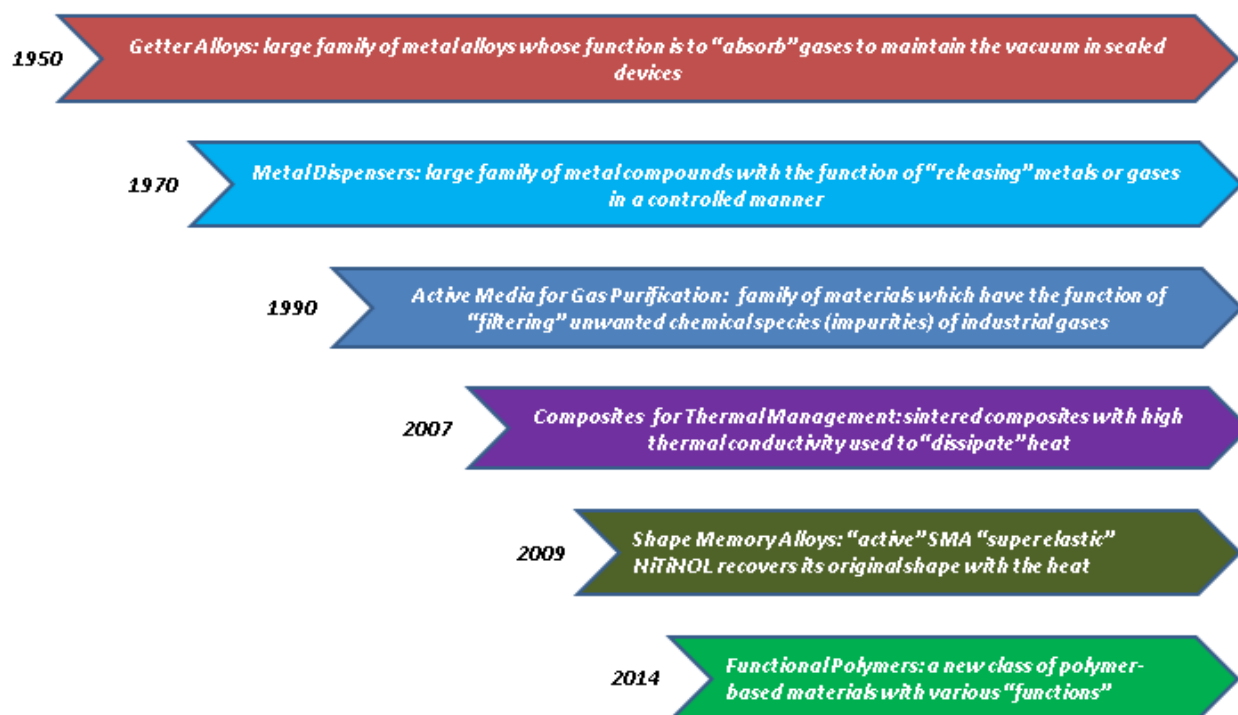 1950
Getter Alloys: large family of metal alloys whose function is to “absorb” gases to maintain the vacuum in sealed
devices
1970
Metal Dispensers: large family of metal compounds with the function of “releasing” metals or gases
in a controlled manner
1990
Active Media for Gas Purification: family of materials which have the function of
“filtering” unwanted chemical species (impurities) of industrial gases
2007
Composites for Thermal Management: sintered composites with high
thermal conductivity used to “dissipate” heat
2009
Shape Memory Alloys: “active” SMA “super elastic”
NiTiNOL recovers its original shape with the heat
2014
Functional Polymers: a new class of polymer-
based materials with various “functions”